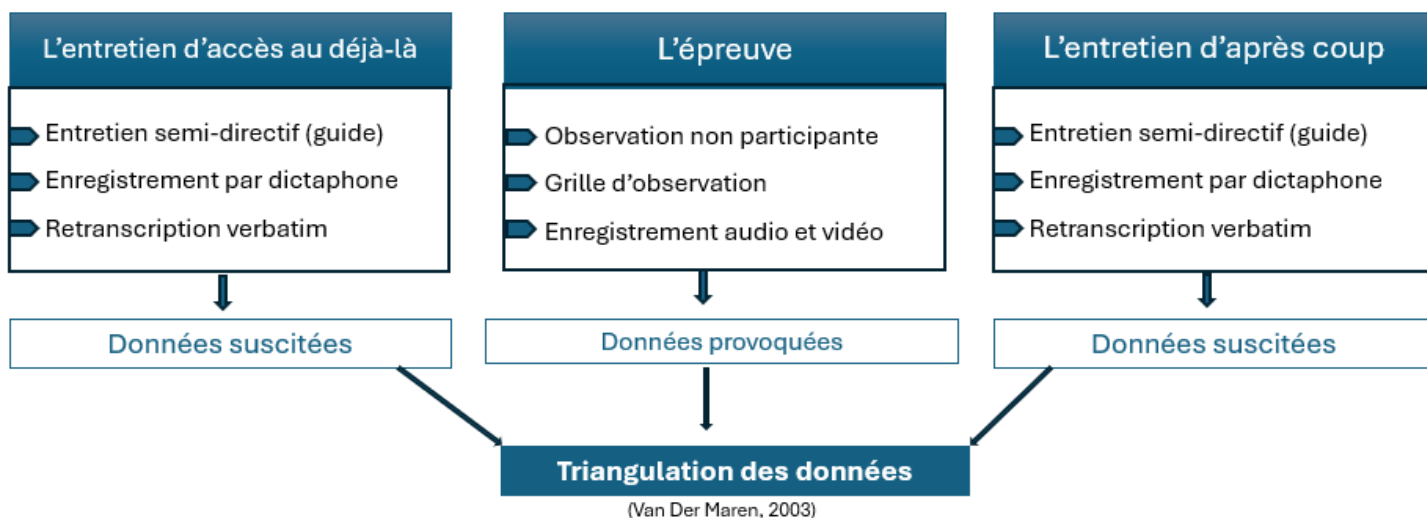 L’entretien d’accès au déjà-là
Entretien semi-directif (guide)
Enregistrement par dictaphone
Retranscription verbatim
Données suscitées
L’épreuve
Observation non participante
Grille d’observation
Enregistrement audio et vidéo
Données provoquées
L’entretien d’après coup
Entretien semi-directif (guide)
Enregistrement par dictaphone
Retranscription verbatim
Données suscitées
Triangulation des données
(Van Der Maren, 2003)